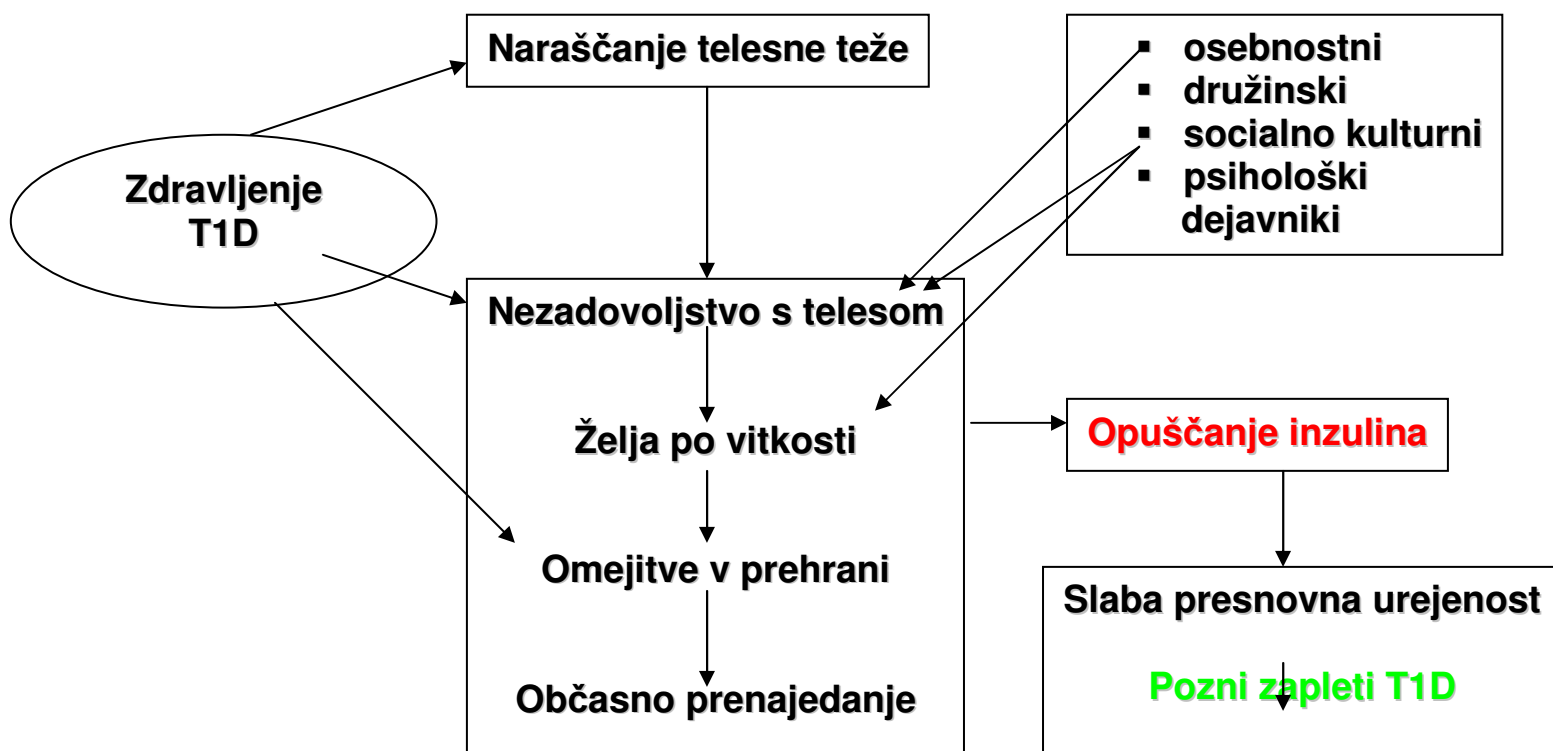 Naraščanje telesne teže
▪ osebnostni
▪ družinski
▪ socialno kulturni
▪ psihološki
dejavniki
Zdravljenje
T1D
Nezadovoljstvo s telesom
Želja po vitkosti
Omejitve v prehrani
Občasno prenajedanje
Opuščanje inzulina
Slaba presnovna urejenost
Pozni zapleti T1D